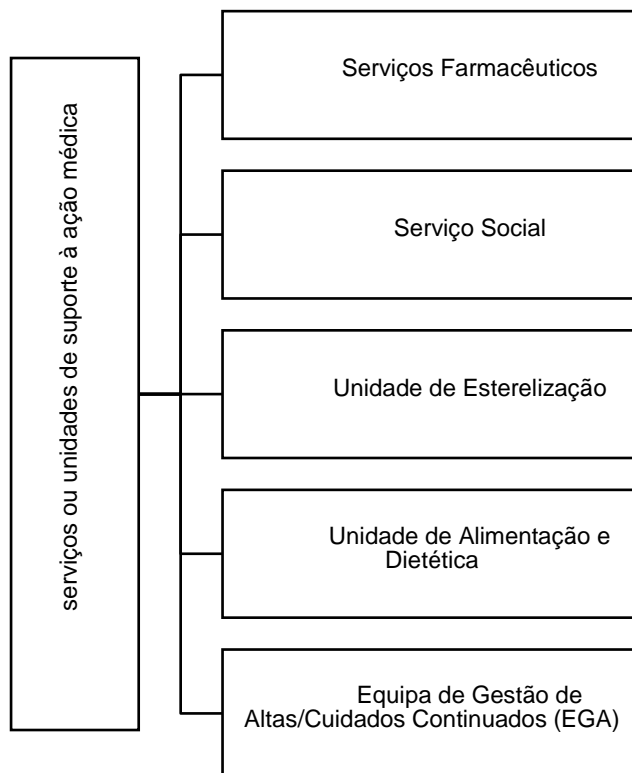 serviços ou unidades de suporte à ação médica
Serviços Farmacêuticos
Serviço Social
Unidade de Esterelização
Unidade de Alimentação e
Dietética
Equipa de Gestão de
Altas/Cuidados Continuados (EGA)